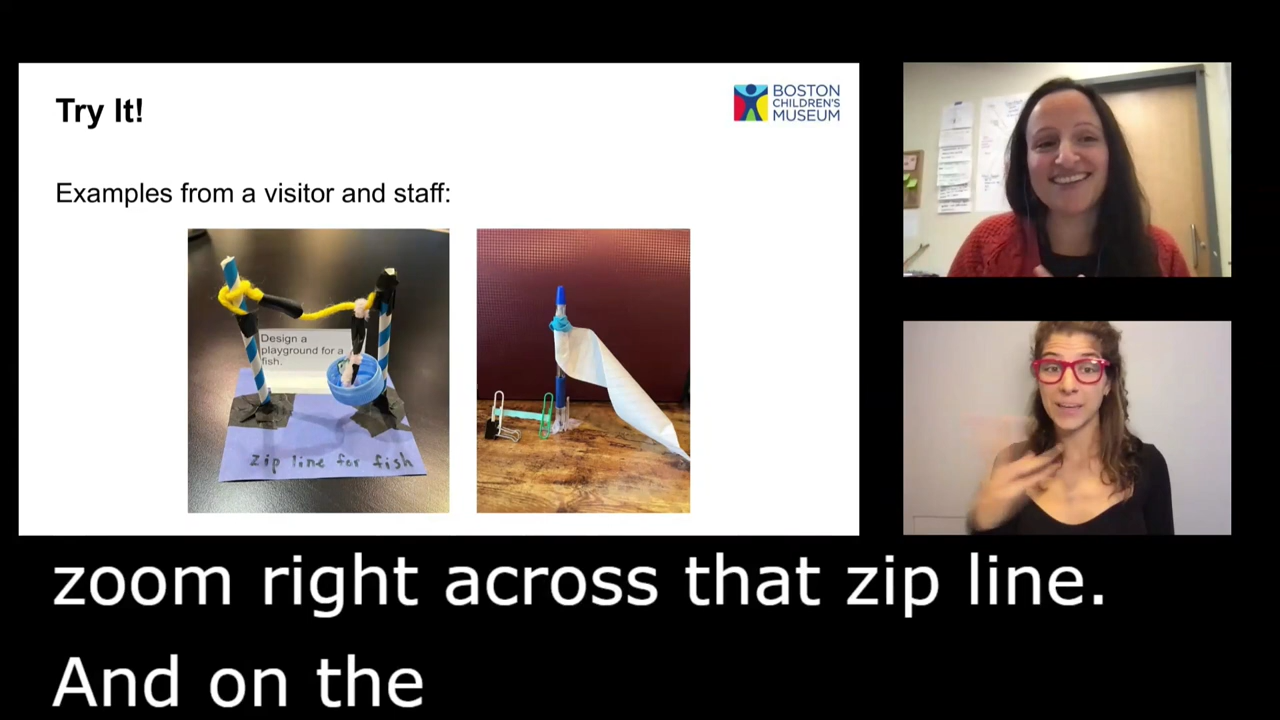 Try It!
BOSTON
CHILDREN'S
MUSEUM
Examples from a visitor and staff:
Design a
playground for a
fish.
zip line for fish
zoom right across that zip line.
And on the